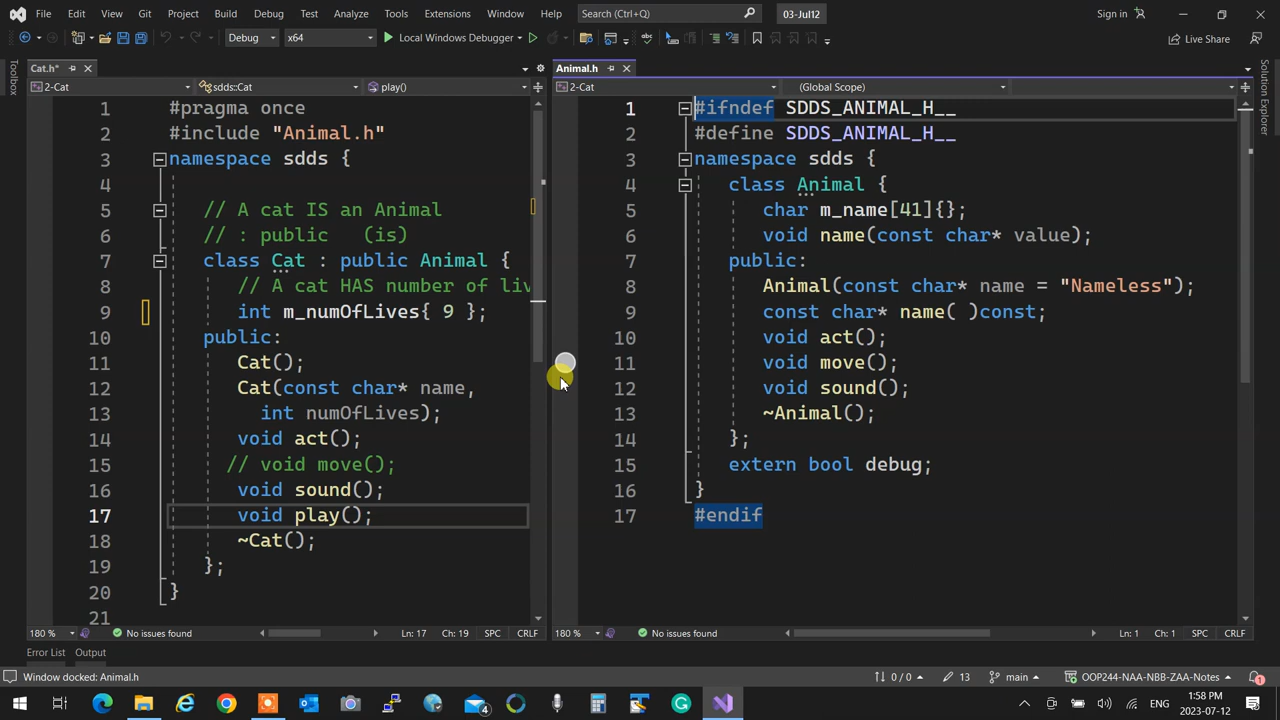 File Edit View Git Project Build Debug Test Analyze Tools Extensions Window Help Search (Ctrl+Q) 03-Jul12 Sign in
Debug x64 Local Windows Debugger Live Share
Toolbox
Cat.h*
2-Cat sdds::Cat play()
1 #pragma once
2 #include "Animal.h"
3 namespace sdds {
4
5 // A cat IS an Animal
6 // : public (is)
7 class Cat : public Animal {
8 // A cat HAS number of liv
9 int m_numOfLives{ 9 };
10 public:
11 Cat();
12 Cat(const char* name,
13 int numOfLives);
14 void act();
15 // void move();
16 void sound();
17 void play();
18 ~Cat();
19 };
20 }
21
180 % No issues found Ln: 17 Ch: 19 SPC CRLF
Animal.h
2-Cat (Global Scope)
1 #ifndef SDDS_ANIMAL_H__
2 #define SDDS_ANIMAL_H__
3 namespace sdds {
4 class Animal {
5 char m_name[41]{};
6 void name(const char* value);
7 public:
8 Animal(const char* name = "Nameless");
9 const char* name( )const;
10 void act();
11 void move();
12 void sound();
13 ~Animal();
14 };
15 extern bool debug;
16 }
17 #endif
180 % No issues found Ln: 1 Ch: 1 SPC CRLF
Solution Explorer
Error List Output
Window docked: Animal.h 0 / 0 13 main OOP244-NAA-NBB-ZAA-Notes 1
4 ENG 1:58 PM
2023-07-12